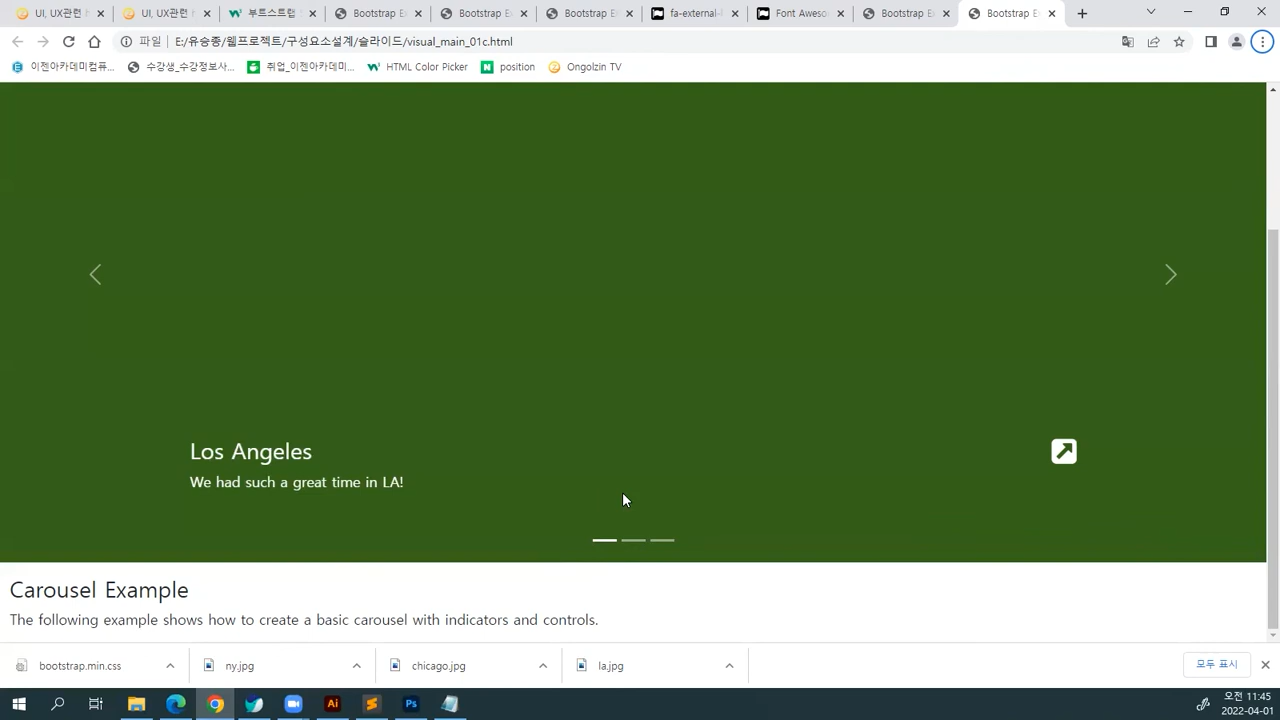 UI, UX관련 ㅎ
UI, UX관련 ㅎ
부트스트랩
Bootstrap E
Bootstrap E
Bootstrap E
fa-external-l
Font Aweso
Bootstrap E
Bootstrap E
파일 E:/유승종/웹프로젝트/구성요소설계/슬라이드/visual_main_01c.html
이젠아카데미컴퓨... 수강생_수강정보사... 취업_이젠아카데미... HTML Color Picker position Ongolzin TV
Los Angeles
We had such a great time in LA!
Carousel Example
The following example shows how to create a basic carousel with indicators and controls.
bootstrap.min.css ny.jpg chicago.jpg la.jpg 모두 표시
오전 11:45
2022-04-01